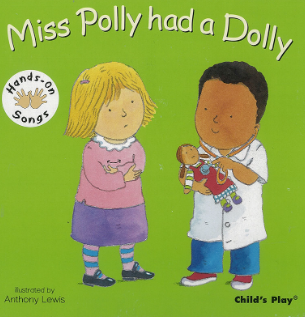 Miss Polly had a Dolly
Hands-on
Songs
illustrated by
Anthony Lewis
Child's Play®